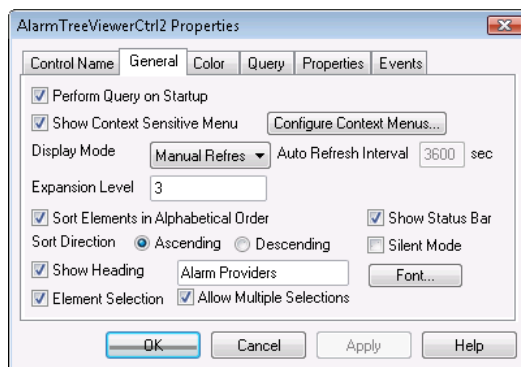 AlarmTreeViewerCtrl2 Properties
Control Name General Color Query Properties Events
Perform Query on Startup
Show Context Sensitive Menu Configure Context Menus...
Display Mode Manual Refres Auto Refresh Interval 3600 sec
Expansion Level 3
Sort Elements in Alphabetical Order Show Status Bar
Sort Direction Ascending Descending Silent Mode
Show Heading Alarm Providers Font...
Element Selection Allow Multiple Selections
OK Cancel Apply Help